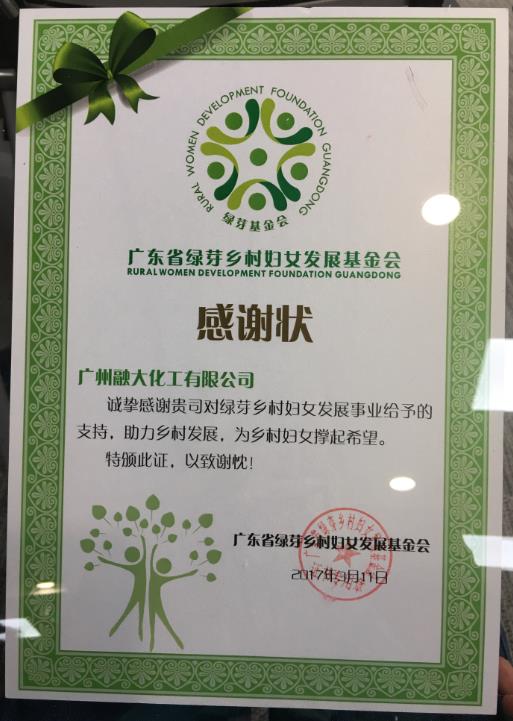 RURAL WOMEN DEVELOPMENT FOUNDATION GUANGDONG
绿芽基金会
广东省绿芽乡村妇女发展基金会
RURAL WOMEN DEVELOPMENT FOUNDATION GUANGDONG
感谢状
广州融大化工有限公司
诚挚感谢贵司对绿芽乡村妇女发展事业给予的
支持，助力乡村发展，为乡村妇女撑起希望。
特颁此证，以致谢忱！
广东省绿芽乡村妇女发展基金会
2017年9月11日